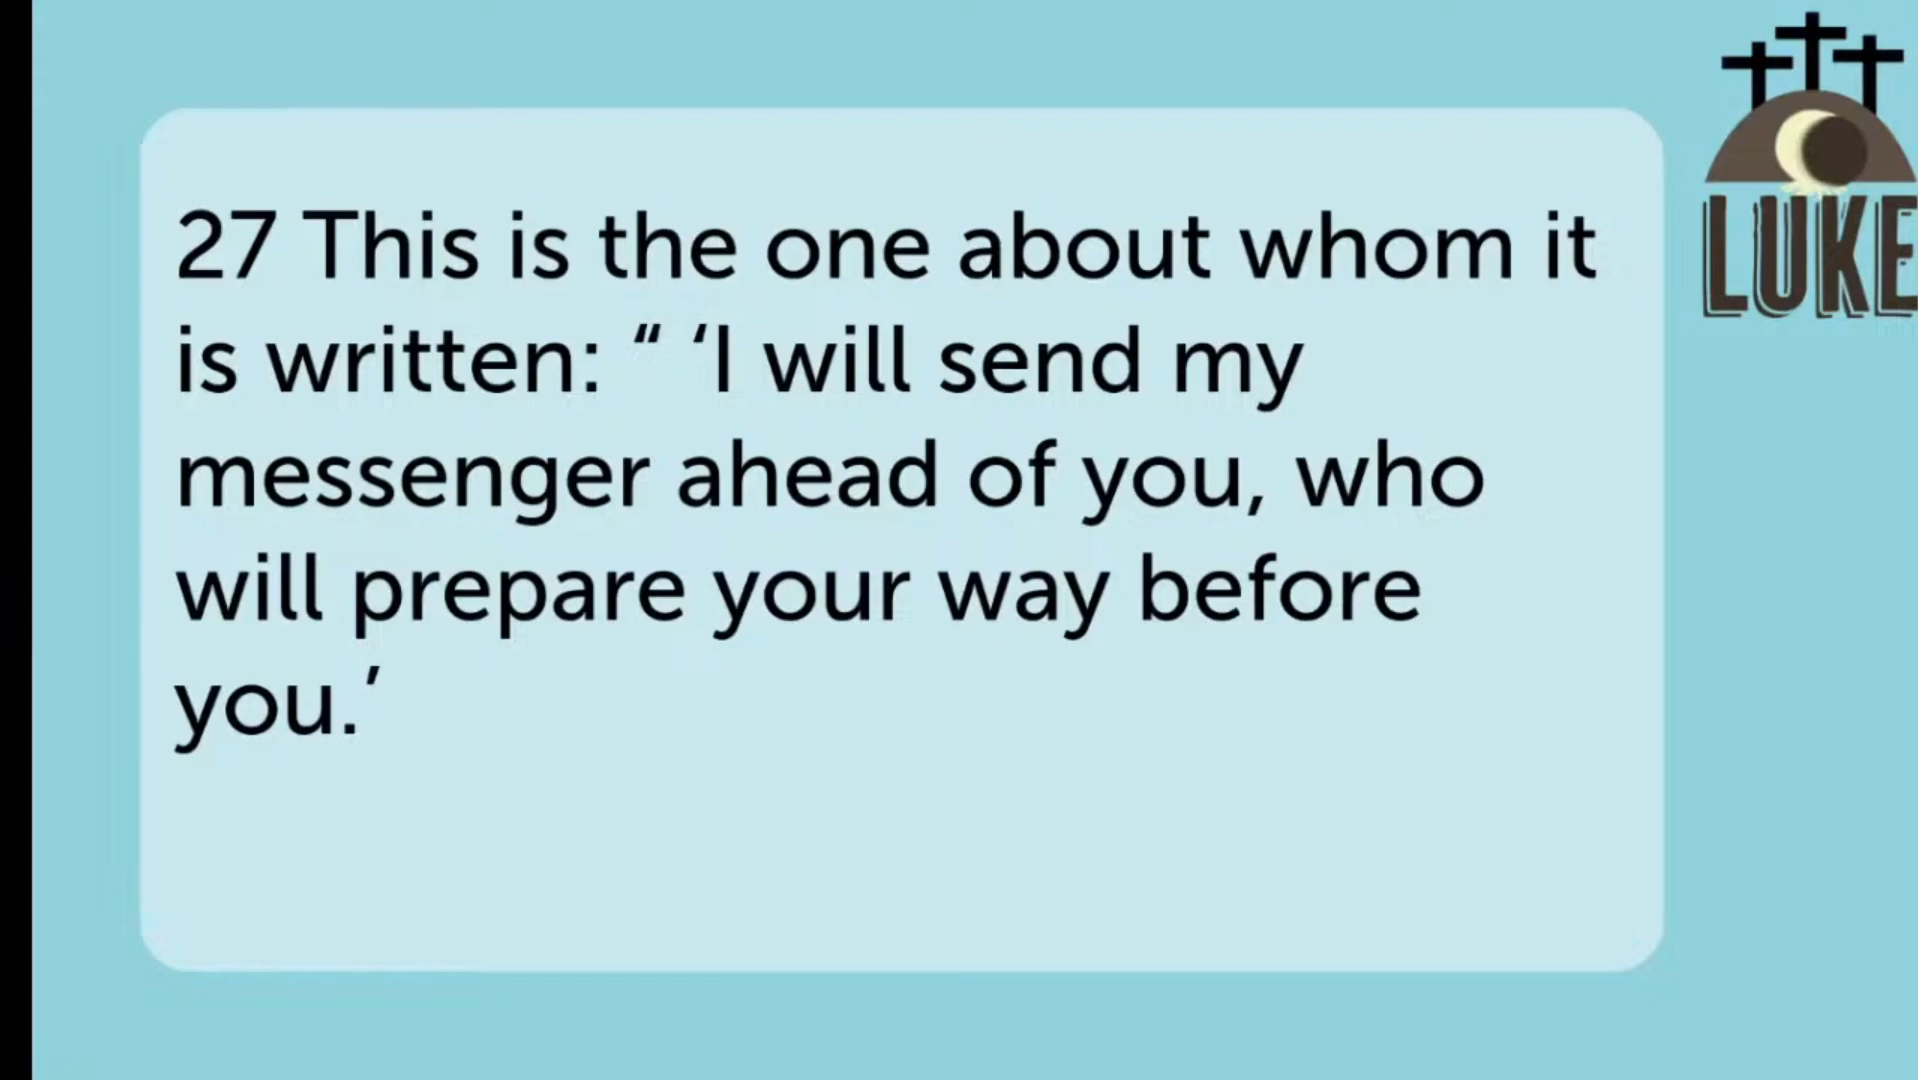 27 This is the one about whom it
is written: “ ‘I will send my
messenger ahead of you, who
will prepare your way before
you.’
LUKE